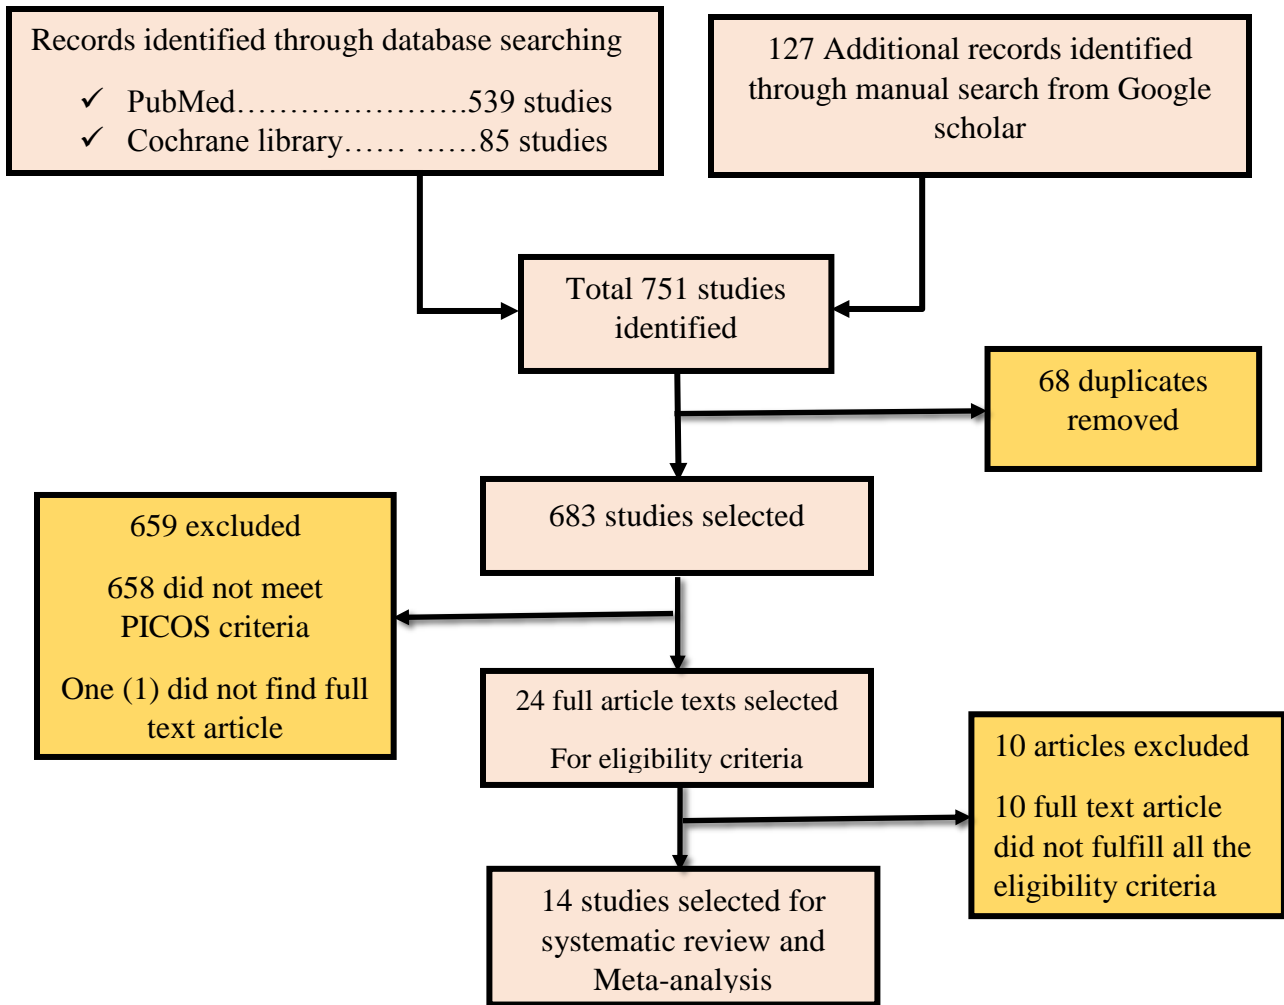 Records identified through database searching
✓ PubMed…………………..539 studies
✓ Cochrane library…… ……85 studies
127 Additional records identified
through manual search from Google
scholar
Total 751 studies
identified
68 duplicates
removed
683 studies selected
659 excluded
658 did not meet
PICOS criteria
One (1) did not find full
text article
24 full article texts selected
For eligibility criteria
10 articles excluded
10 full text article
did not fulfill all the
eligibility criteria
14 studies selected for
systematic review and
Meta-analysis